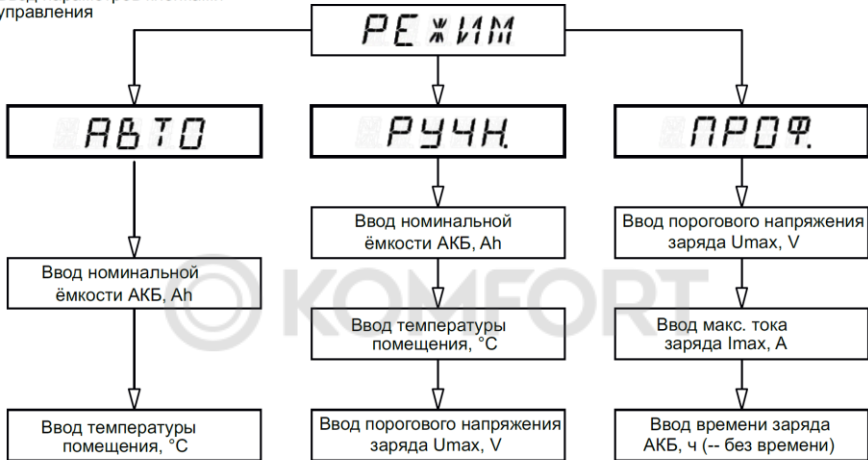 управления
РЕЖИМ
АВТО
РУЧН.
ПРОФ.
Ввод номинальной
ёмкости АКБ, Ah
Ввод температуры
помещения, °C
Ввод номинальной
ёмкости АКБ, Ah
Ввод температуры
помещения, °C
Ввод порогового напряжения
заряда Umax, V
Ввод порогового напряжения
заряда Umax, V
Ввод макс. тока
заряда Imax, A
Ввод времени заряда
АКБ, ч (-- без времени)
KOMFORT